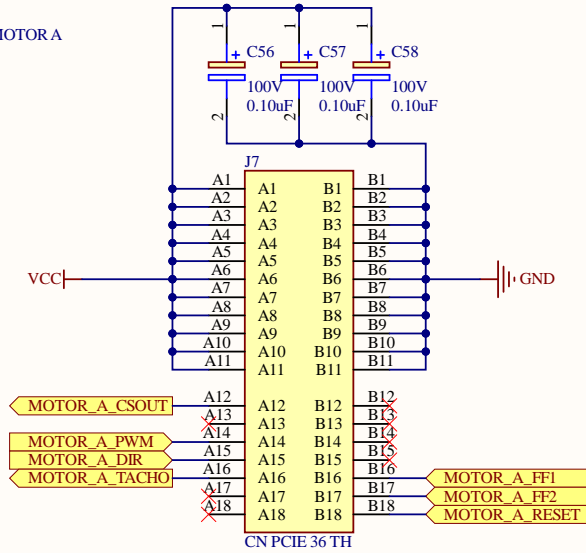 MOTOR A
1 1 1
+ C56 + C57 + C58
100V 100V 100V
0.10uF 0.10uF 0.10uF
2 2 2
J7
A1 A1 B1 B1
A2 A2 B2 B2
A3 A3 B3 B3
A4 A4 B4 B4
A5 A5 B5 B5
VCC A6 A6 B6 B6 GND
A7 A7 B7 B7
A8 A8 B8 B8
A9 A9 B9 B9
A10 A10 B10 B10
A11 A11 B11 B11
MOTOR_A_CSOUT A12 A12 B12 B12
A13 A13 B13 B13
MOTOR_A_PWM A14 A14 B14 B14
MOTOR_A_DIR A15 A15 B15 B15
MOTOR_A_TACHO A16 A16 B16 B16 MOTOR_A_FF1
A17 A17 B17 B17 MOTOR_A_FF2
A18 A18 B18 B18 MOTOR_A_RESET
CN PCIE 36 TH